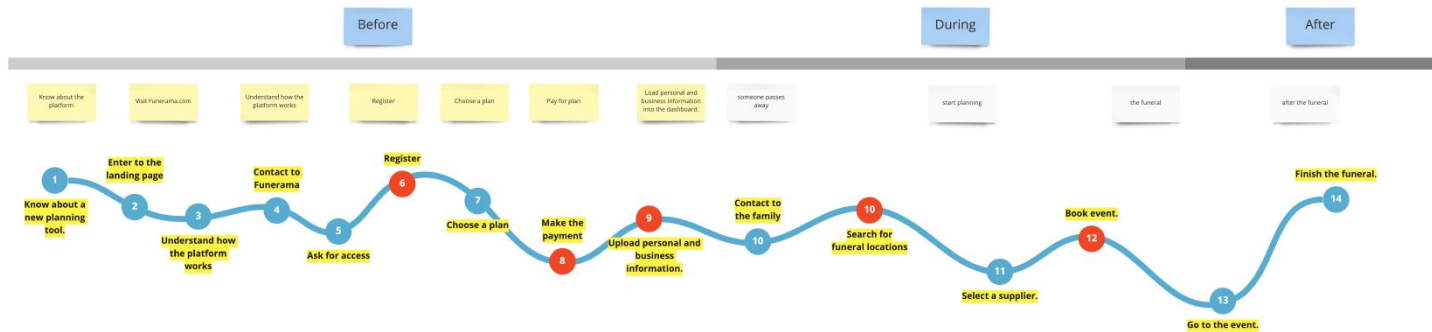 Before
During
After
Know about the
platform
Visit Funerama.com
Understand how the
platform works
Register
Choose a plan
Pay for plan
Load personal and
business information
into the dashboard.
someone passes
away
start planning
the funeral
after the funeral
1
Know about a
new planning
tool.
Enter to the
landing page
2
3
Understand how
the platform
works
Contact to
Funerama
4
5
Ask for access
Register
6
7
Choose a plan
Make the
payment
8
9
Upload personal and
business
information.
Contact to
the family
10
10
Search for
funeral locations
11
Select a supplier.
Book event.
12
13
Go to the event.
Finish the funeral.
14